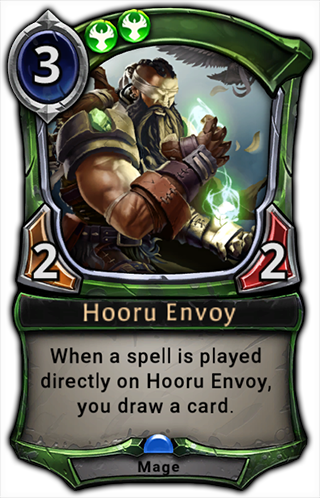 3
2
2
Hooru Envoy
When a spell is played
directly on Hooru Envoy,
you draw a card.
Mage